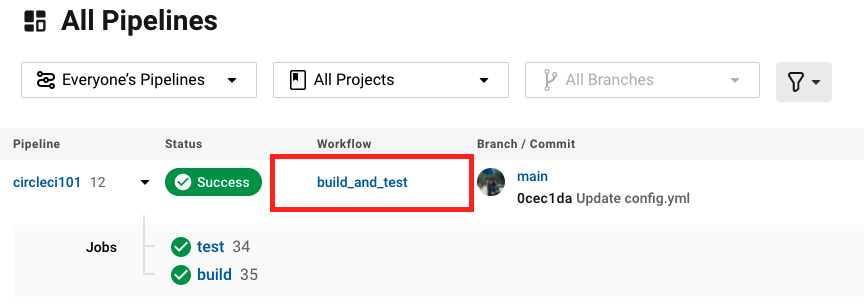 All Pipelines
Everyone's Pipelines All Projects All Branches
Pipeline Status Workflow Branch / Commit
circleci101 12 Success build_and_test main
0cec1da Update config.yml
Jobs test 34
build 35